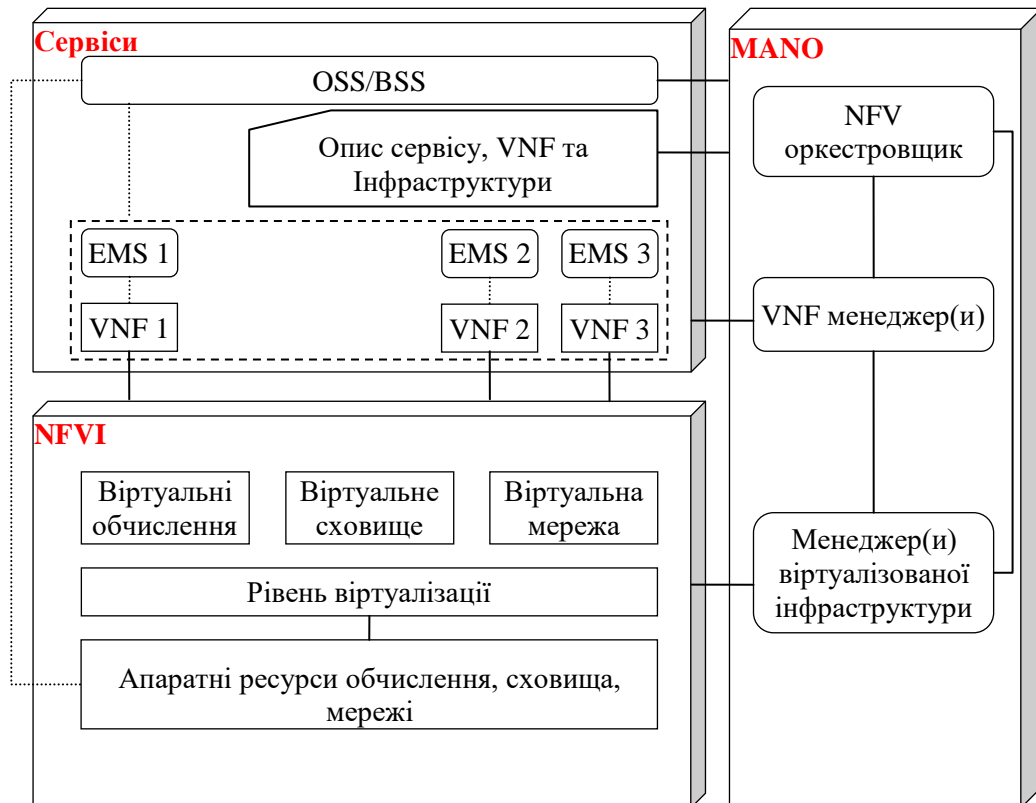 Сервіси
OSS/BSS
Опис сервісу, VNF та
Інфраструктури
EMS 1
EMS 2
EMS 3
VNF 1
VNF 2
VNF 3
NFVI
Віртуальні
обчислення
Віртуальне
сховище
Віртуальна
мережа
Рівень віртуалізації
Апаратні ресурси обчислення, сховища,
мережі
MANO
NFV
оркестровщик
VNF менеджер(и)
Менеджер(и)
віртуалізованої
інфраструктури